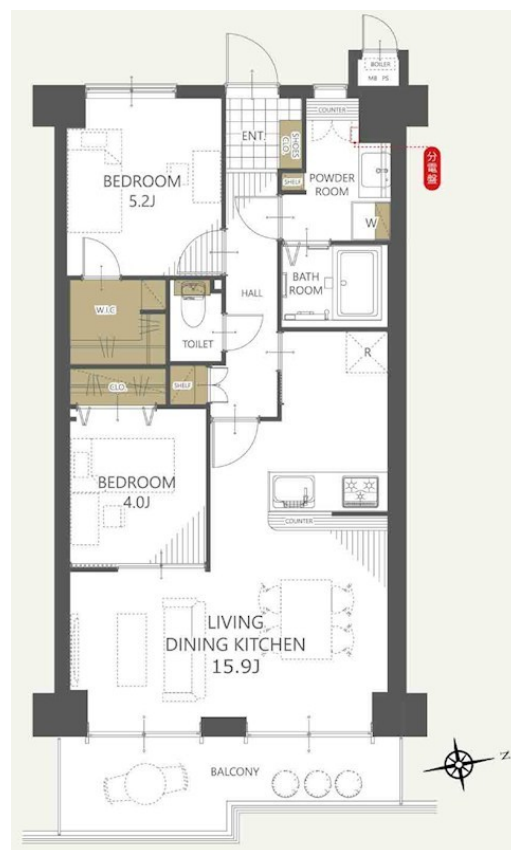 BOILER
MB PS
COUNTER
ENT.
SHOES
CLO
分電盤
BEDROOM
5.2J
SHELF
POWDER
ROOM
W
BATH
ROOM
HALL
W.I.C
TOILET
R
CLO.
SHELF
BEDROOM
4.0J
COUNTER
LIVING
DINING KITCHEN
15.9J
BALCONY
N